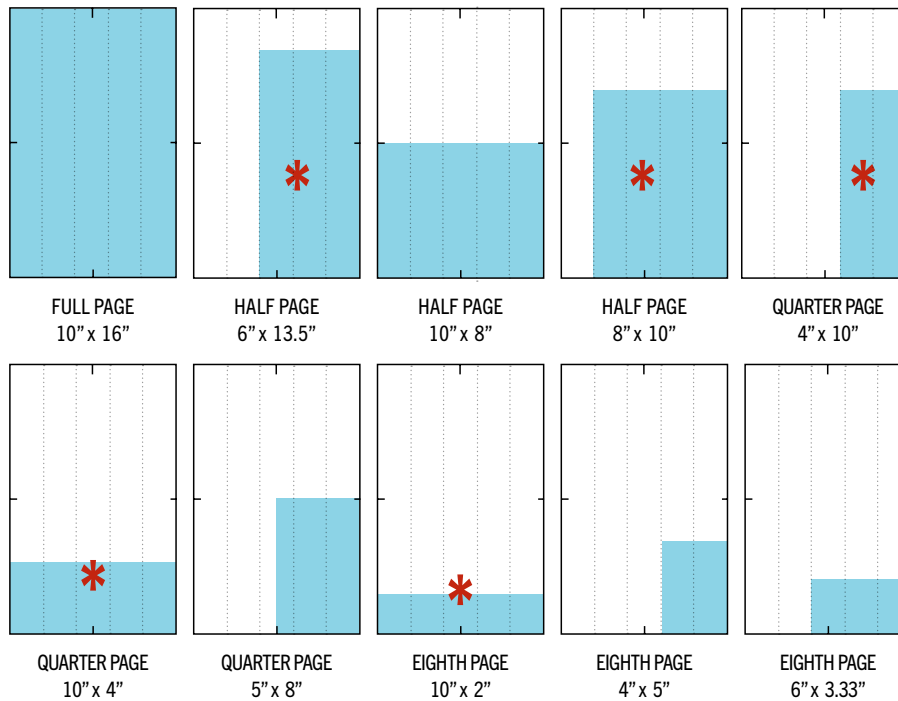 FULL PAGE
10” x 16”
HALF PAGE
6” x 13.5”
HALF PAGE
10” x 8”
HALF PAGE
8” x 10”
QUARTER PAGE
4” x 10”
QUARTER PAGE
10” x 4”
QUARTER PAGE
5” x 8”
EIGHTH PAGE
10” x 2”
EIGHTH PAGE
4” x 5”
EIGHTH PAGE
6” x 3.33”